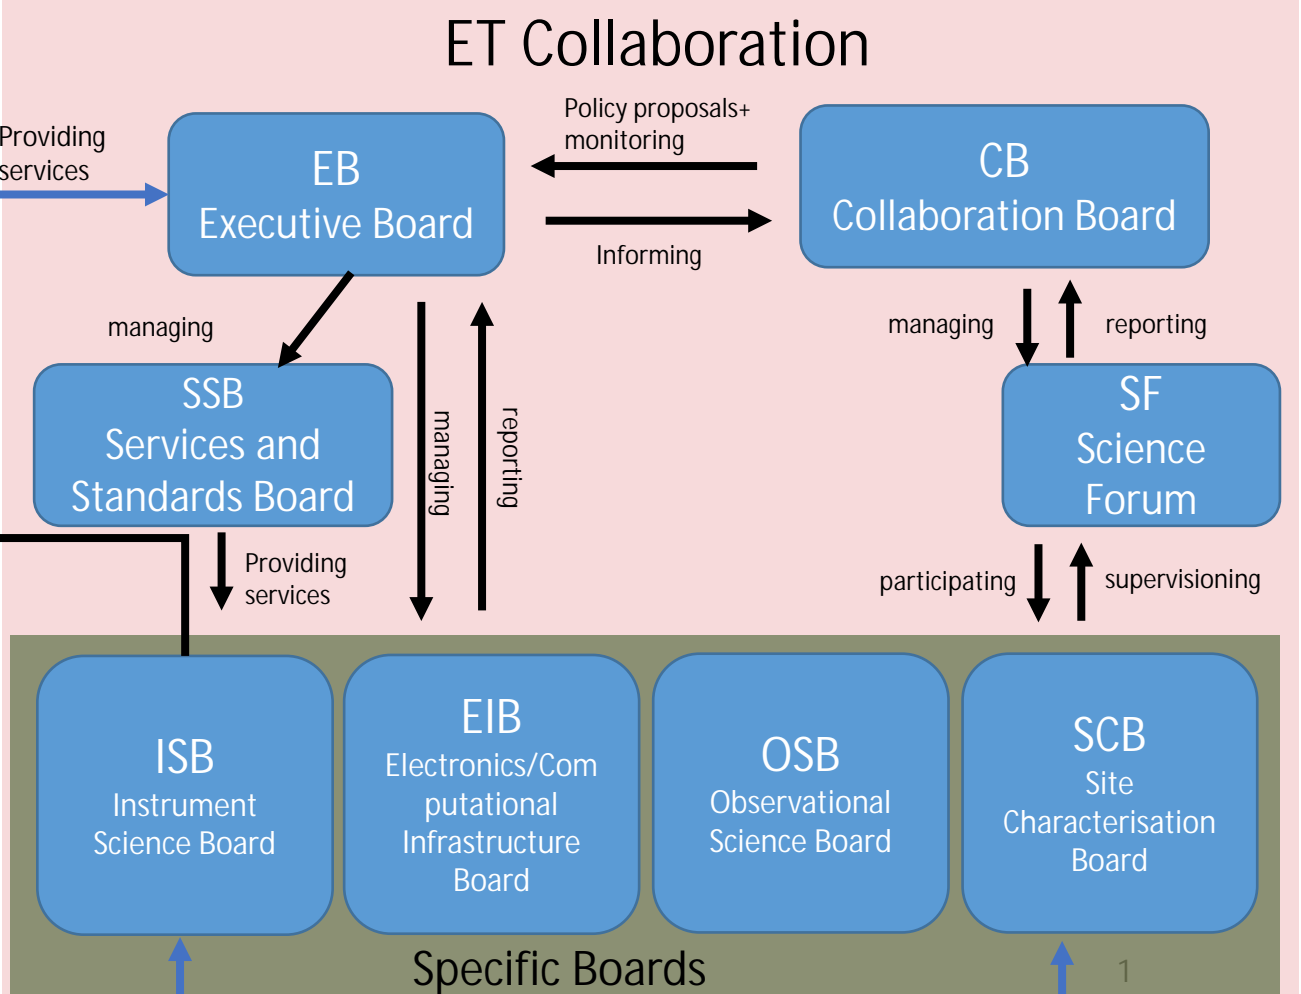 ET Collaboration
Providing
services
EB
Executive Board
Policy proposals+
monitoring
Informing
CB
Collaboration Board
managing
managing
reporting
SSB
Services and
Standards Board
managing
reporting
SF
Science
Forum
Providing
services
participating
supervisioning
ISB
Instrument
Science Board
EIB
Electronics/Com
putational
Infrastructure
Board
OSB
Observational
Science Board
SCB
Site
Characterisation
Board
Specific Boards
1